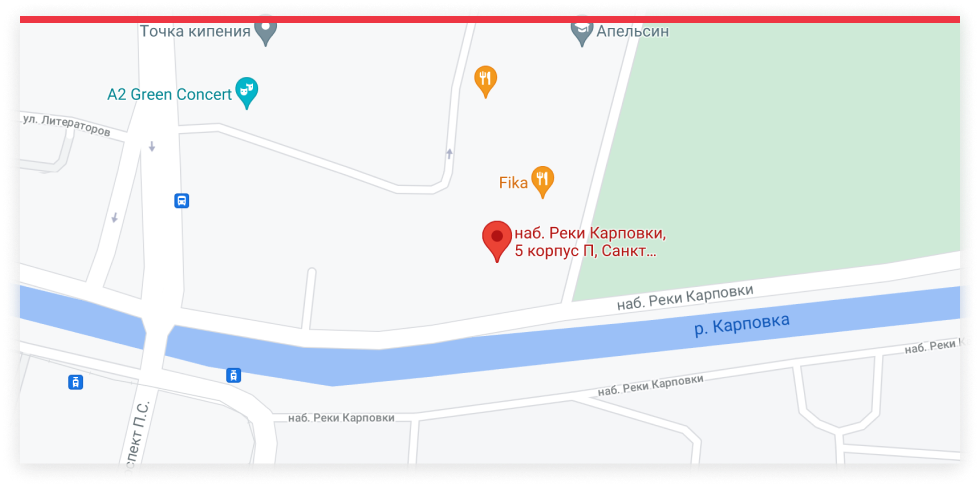 Точка кипения
Апельсин
A2 Green Concert
ул. Литераторов
Fika
наб. Реки Карповки,
5 корпус П, Санкт...
наб. Реки Карповки
р. Карповка
наб. Реки
наб. Реки Карповки
наб. Реки Карповки
спект П.С.